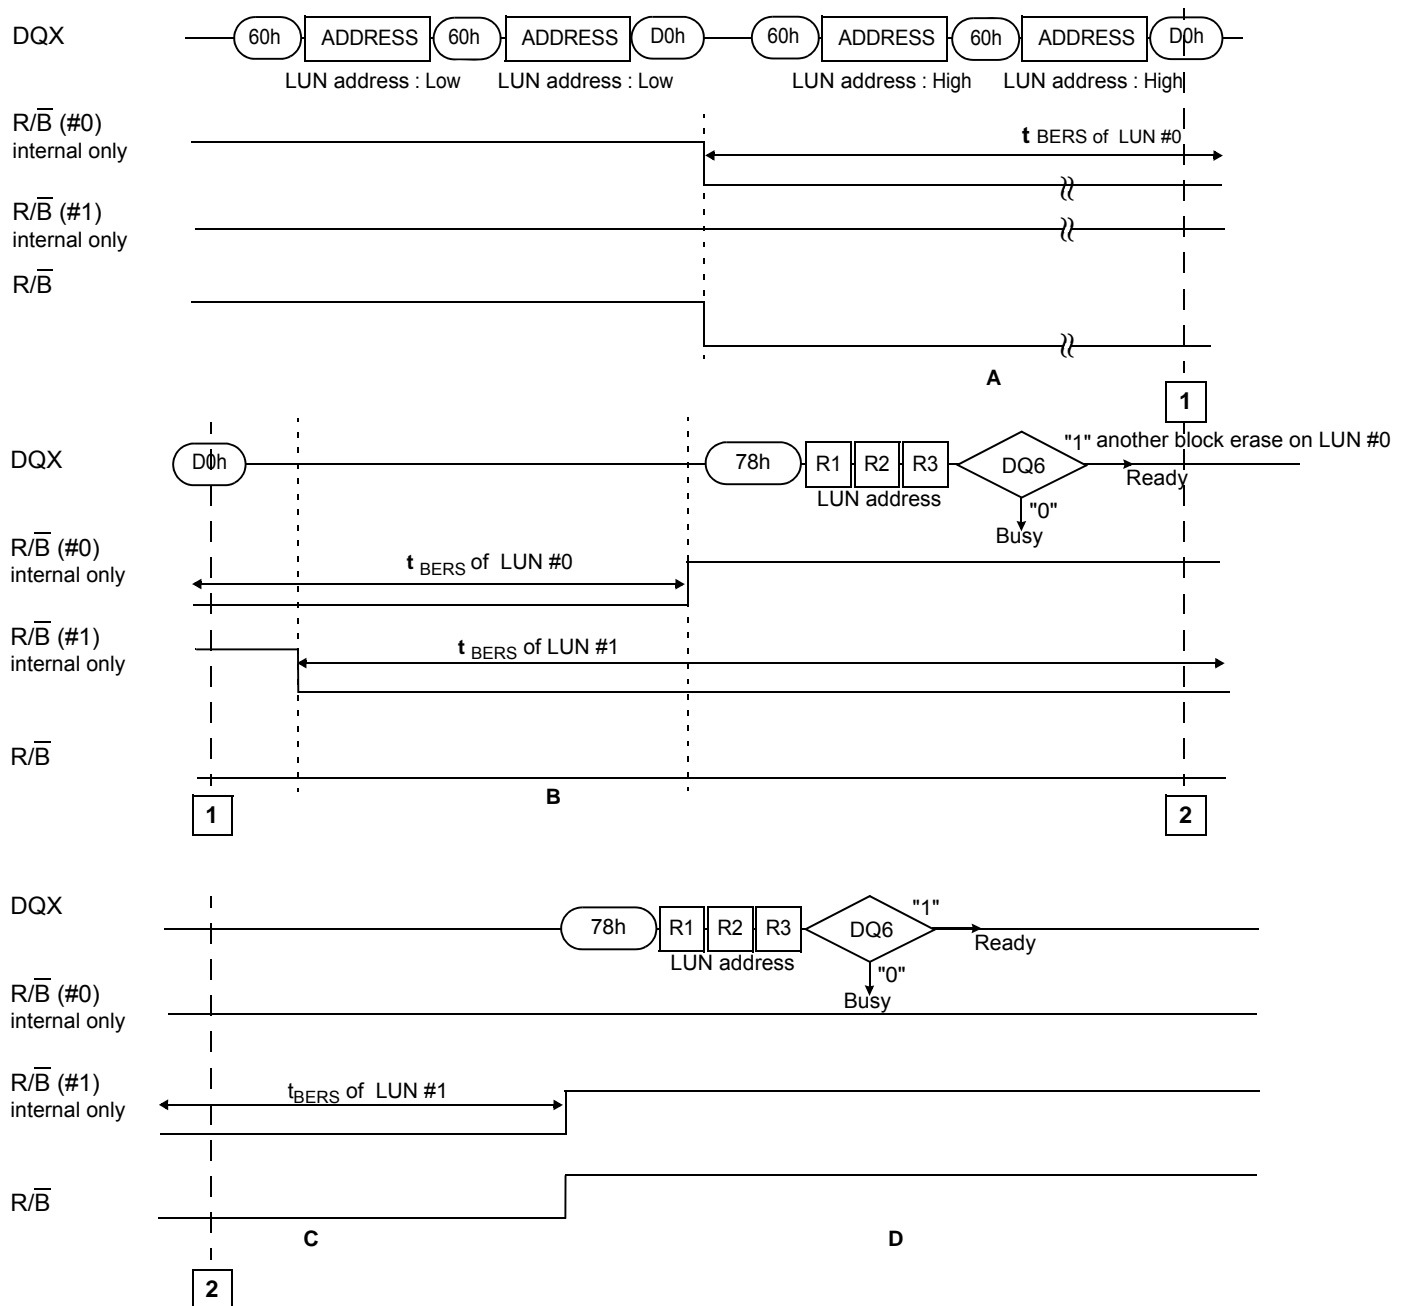 DQX 60h ADDRESS 60h ADDRESS D0h 60h ADDRESS 60h ADDRESS D0h
LUN address : Low LUN address : Low LUN address : High LUN address : High
R/B̅ (#0)
internal only
t BERS of LUN #0
R/B̅ (#1)
internal only
R/B̅
A
1
DQX D0h 78h R1 R2 R3 DQ6 "1" another block erase on LUN #0
Ready
LUN address
"0"
Busy
R/B̅ (#0)
internal only
t BERS of LUN #0
R/B̅ (#1)
internal only
t BERS of LUN #1
R/B̅
B
1 2
DQX 78h R1 R2 R3 DQ6 "1"
Ready
LUN address
"0"
Busy
R/B̅ (#0)
internal only
R/B̅ (#1)
internal only
tBERS of LUN #1
R/B̅
C D
2